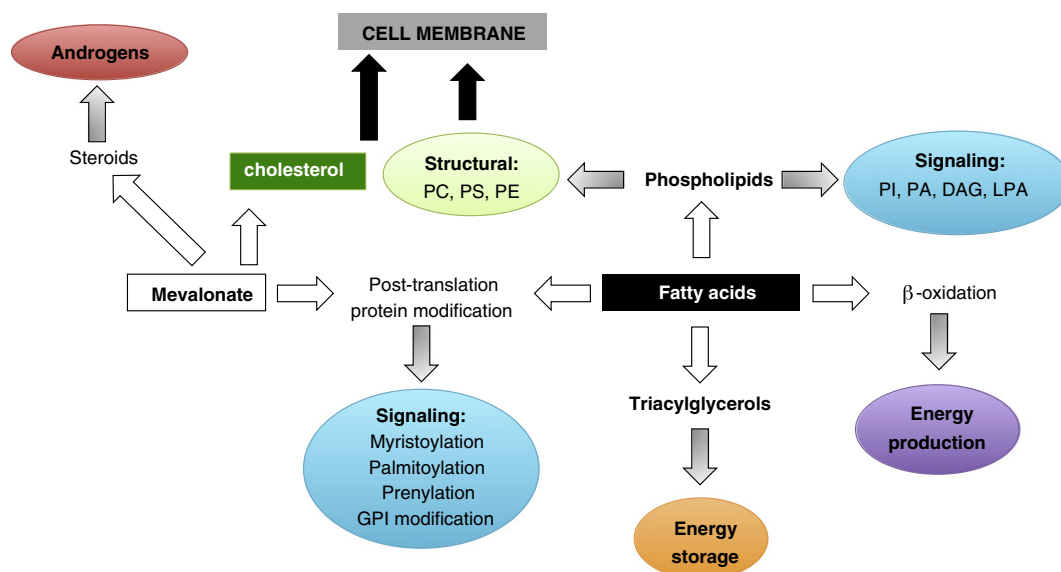 CELL MEMBRANE
Androgens
Steroids
cholesterol
Structural:
PC, PS, PE
Phospholipids
Signaling:
PI, PA, DAG, LPA
Mevalonate
Post-translation
protein modification
Fatty acids
β-oxidation
Signaling:
Myristoylation
Palmitoylation
Prenylation
GPI modification
Triacylglycerols
Energy
production
Energy
storage